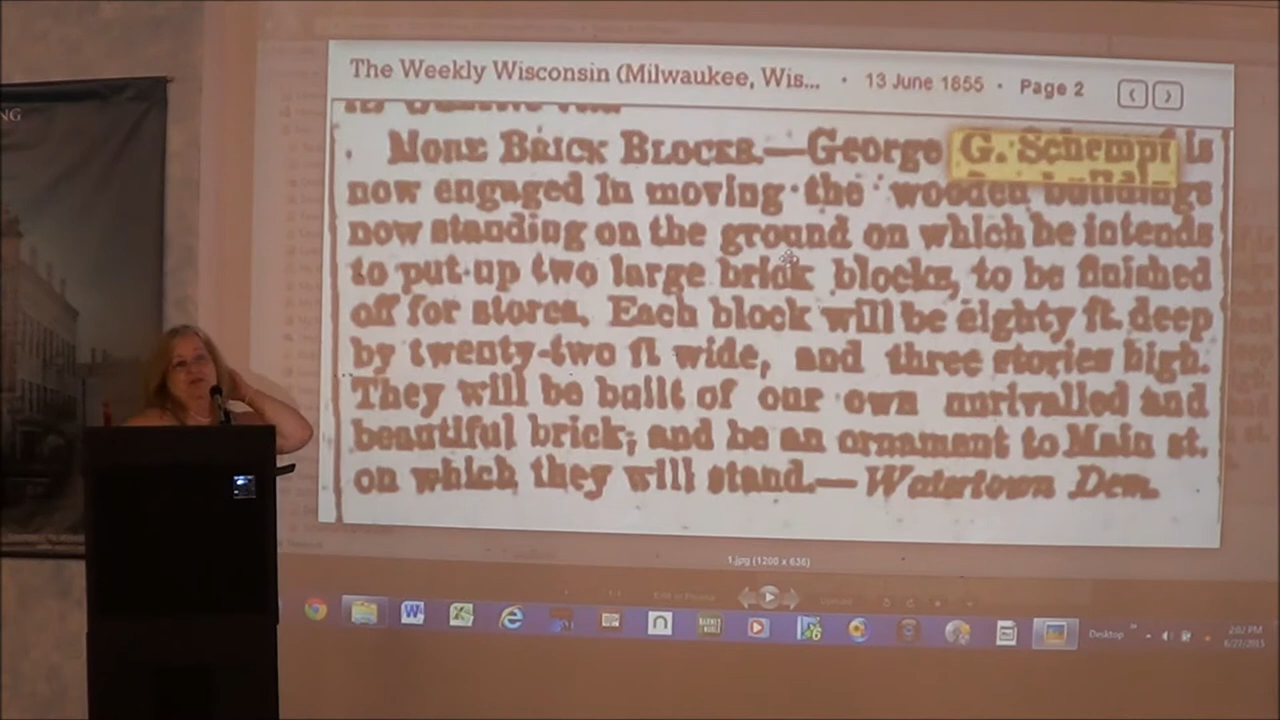 NG
The Weekly Wisconsin (Milwaukee, Wis... • 13 June 1855 • Page 2
MORE BRICK BLOCKS.—George G. Schempf is
now engaged in moving the wooden buildings
now standing on the ground on which he intends
to put up two large brick blocks, to be finished
off for stores. Each block will be eighty ft. deep
by twenty-two ft wide, and three stories high.
They will be built of our own unrivalled and
beautiful brick; and be an ornament to Main st.
on which they will stand.—Watertown Dem.
1.jpg (1200 x 636)
Desktop
2:02 PM
6/27/2015